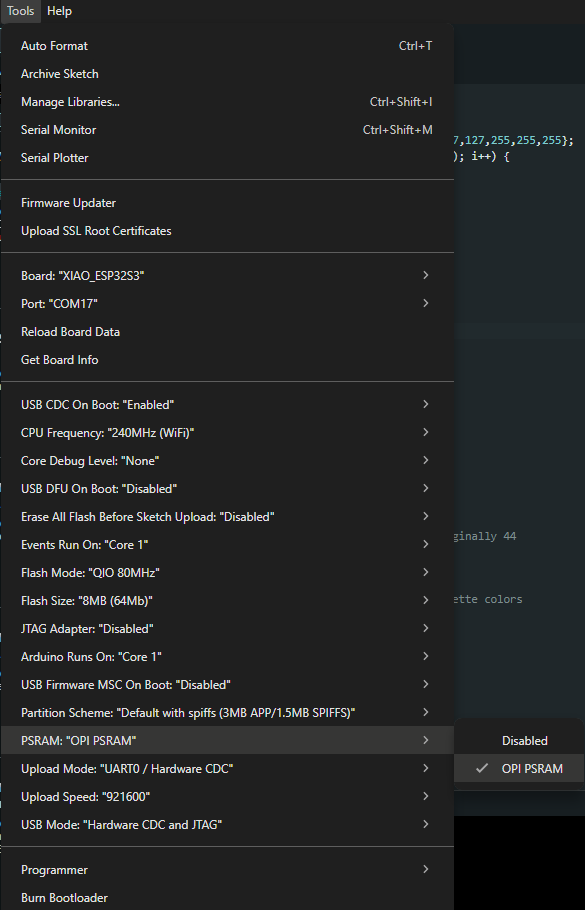 Tools Help
Auto Format Ctrl+T
Archive Sketch
Manage Libraries... Ctrl+Shift+I
Serial Monitor Ctrl+Shift+M
7,127,255,255,255};
Serial Plotter ); i++) {
Firmware Updater
Upload SSL Root Certificates
Board: "XIAO_ESP32S3"
Port: "COM17"
Reload Board Data
Get Board Info
USB CDC On Boot: "Enabled"
CPU Frequency: "240MHz (WiFi)"
Core Debug Level: "None"
USB DFU On Boot: "Disabled"
Erase All Flash Before Sketch Upload: "Disabled"
ginally 44
Events Run On: "Core 1"
Flash Mode: "QIO 80MHz"
Flash Size: "8MB (64Mb)" ette colors
JTAG Adapter: "Disabled"
Arduino Runs On: "Core 1"
USB Firmware MSC On Boot: "Disabled"
Partition Scheme: "Default with spiffs (3MB APP/1.5MB SPIFFS)"
PSRAM: "OPI PSRAM" Disabled
Upload Mode: "UART0 / Hardware CDC" OPI PSRAM
Upload Speed: "921600"
USB Mode: "Hardware CDC and JTAG"
Programmer
Burn Bootloader